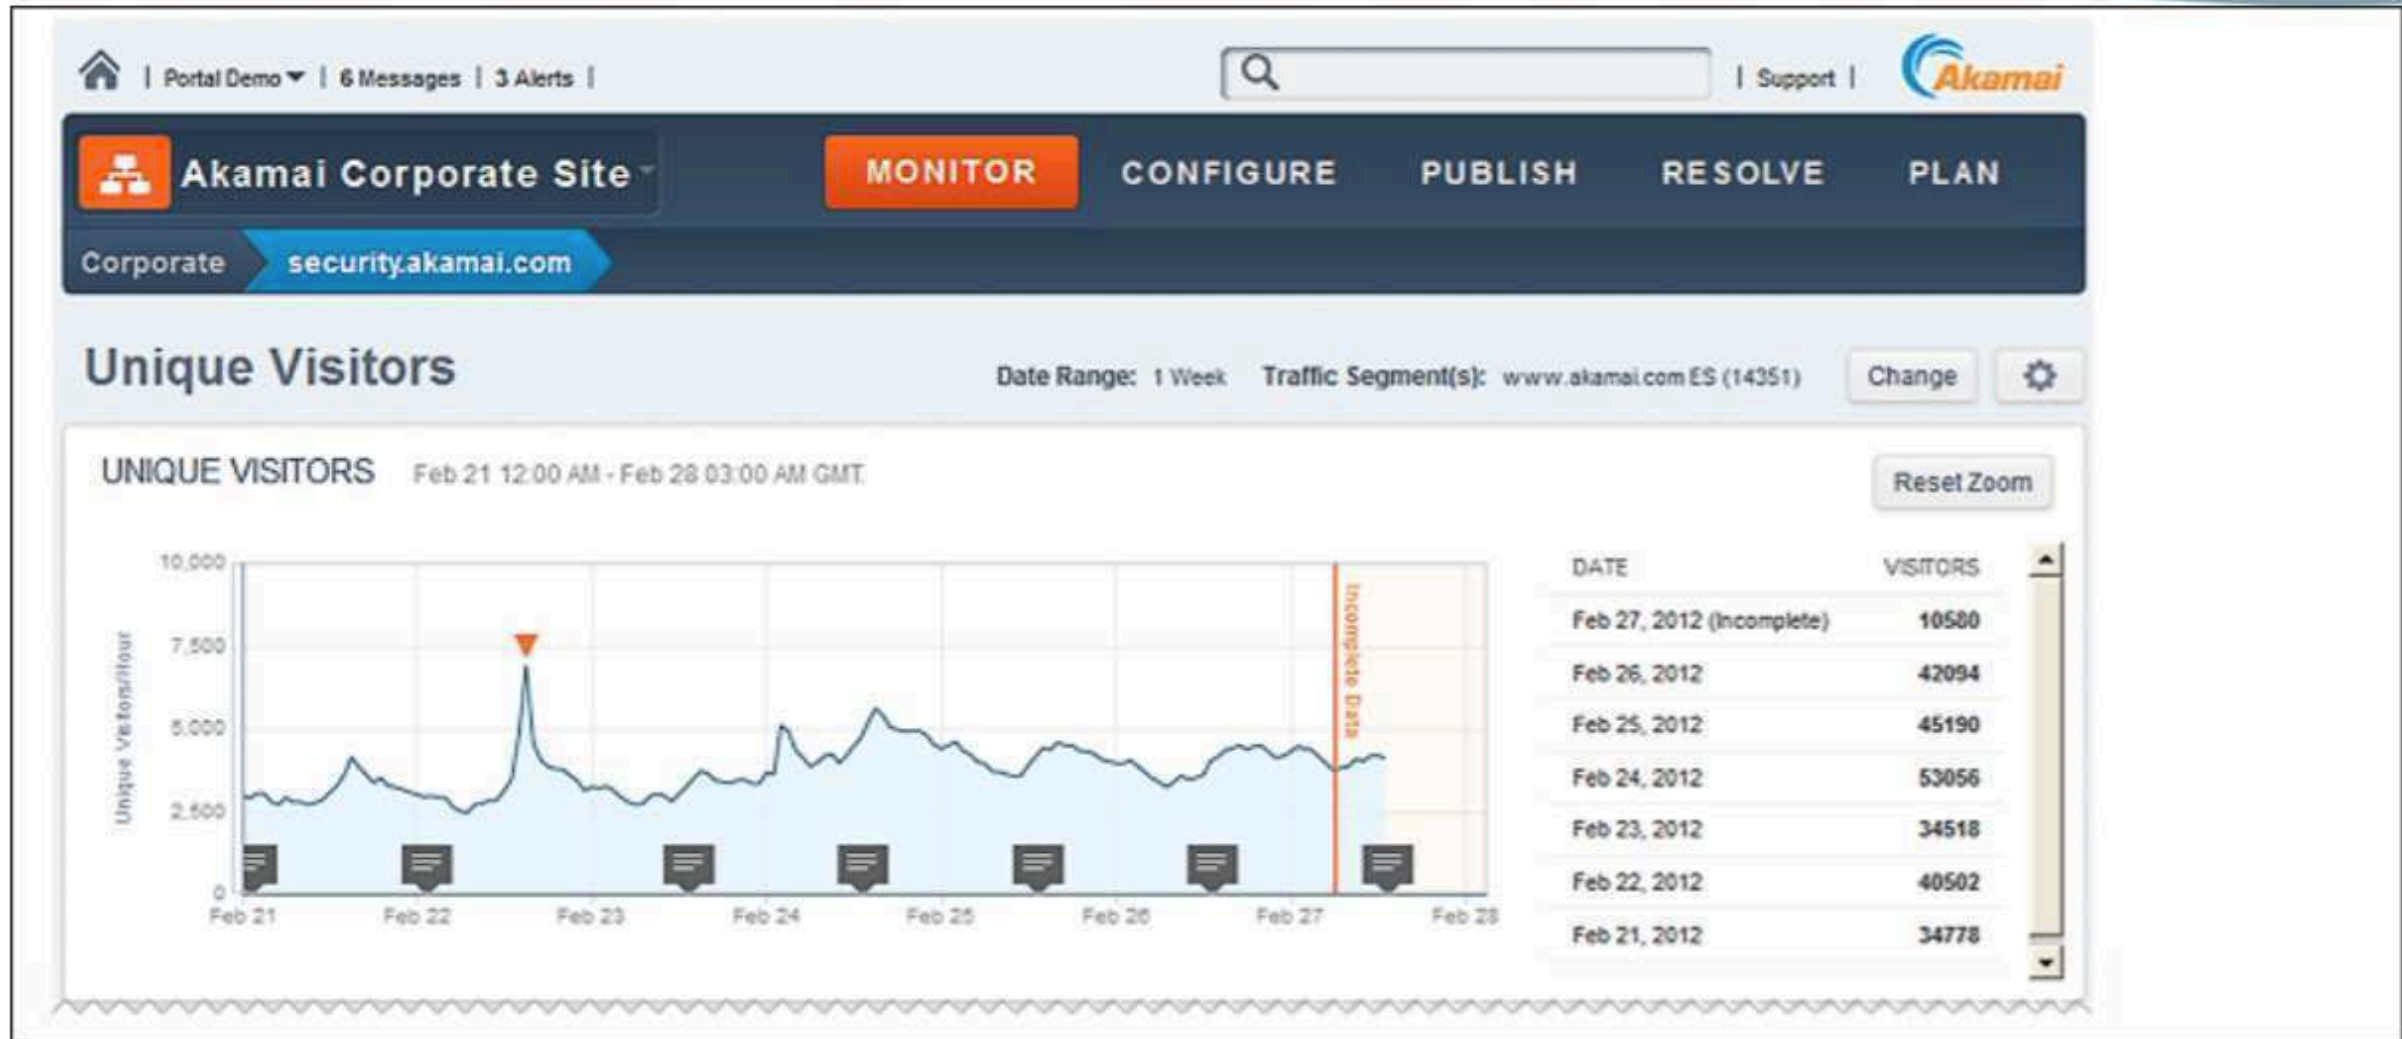 Portal Demo | 6 Messages | 3 Alerts |
| Support |
Akamai
Akamai Corporate Site
MONITOR CONFIGURE PUBLISH RESOLVE PLAN
Corporate security.akamai.com
Unique Visitors
Date Range: 1 Week Traffic Segment(s): www.akamai.com ES (14351) Change
UNIQUE VISITORS Feb 21 12:00 AM - Feb 28 03:00 AM GMT
Reset Zoom
Unique Visitors/Hour
10,000
7,500
5,000
2,500
0
Incomplete Data
Feb 21 Feb 22 Feb 23 Feb 24 Feb 25 Feb 26 Feb 27 Feb 28
DATE VISITORS
Feb 27, 2012 (Incomplete) 10580
Feb 26, 2012 42094
Feb 25, 2012 45190
Feb 24, 2012 53056
Feb 23, 2012 34518
Feb 22, 2012 40502
Feb 21, 2012 34778